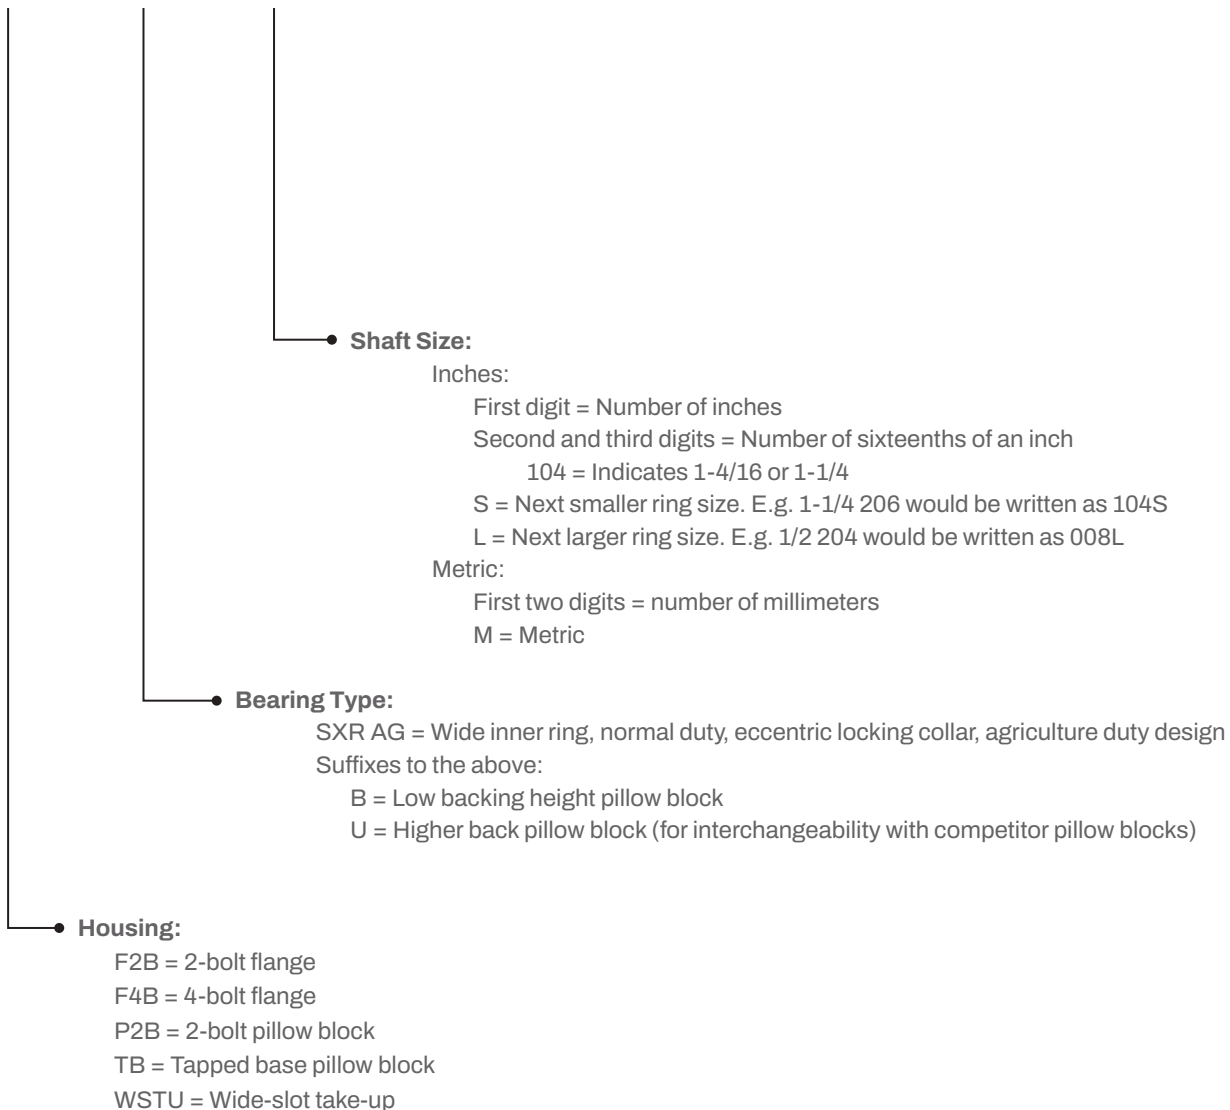 Shaft Size:
Inches:
First digit = Number of inches
Second and third digits = Number of sixteenths of an inch
104 = Indicates 1-4/16 or 1-1/4
S = Next smaller ring size. E.g. 1-1/4 206 would be written as 104S
L = Next larger ring size. E.g. 1/2 204 would be written as 008L
Metric:
First two digits = number of millimeters
M = Metric
Bearing Type:
SXR AG = Wide inner ring, normal duty, eccentric locking collar, agriculture duty design
Suffixes to the above:
B = Low backing height pillow block
U = Higher back pillow block (for interchangeability with competitor pillow blocks)
Housing:
F2B = 2-bolt flange
F4B = 4-bolt flange
P2B = 2-bolt pillow block
TB = Tapped base pillow block
WSTU = Wide-slot take-up